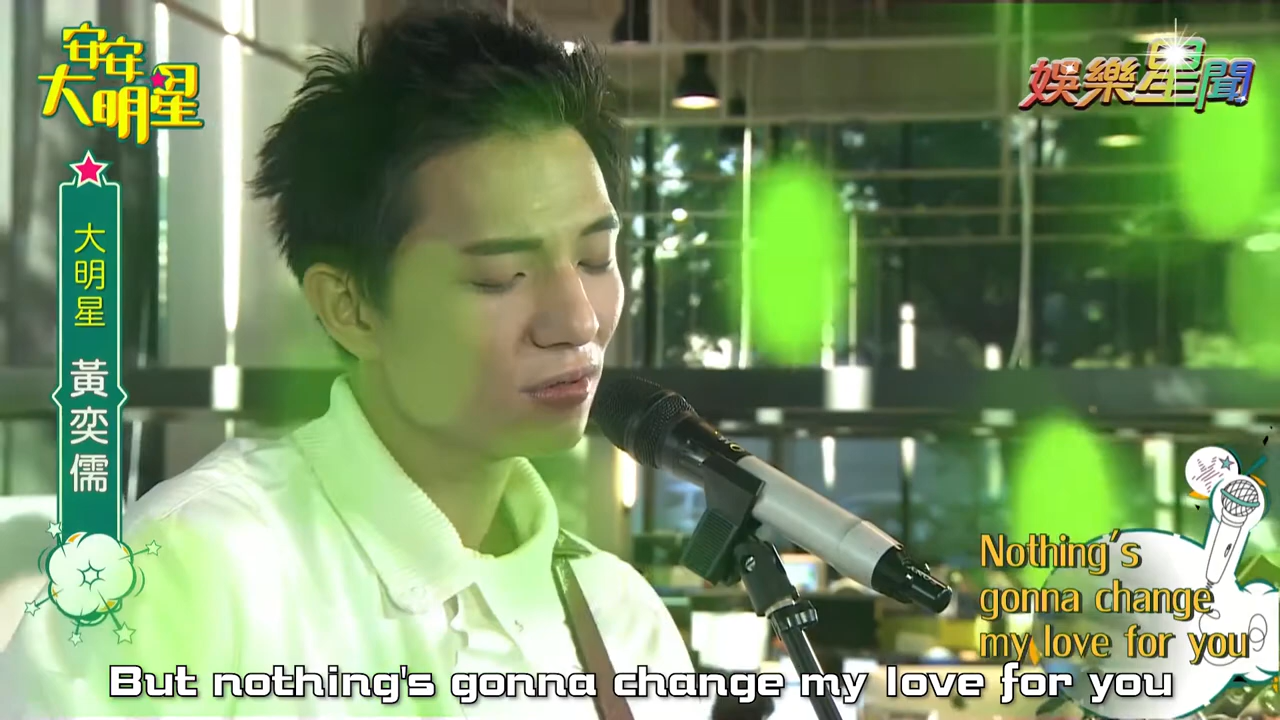 安安
大明星
娛樂星聞
大明星 黃奕儒
Nothing's
gonna change
my love for you
But nothing's gonna change my love for you